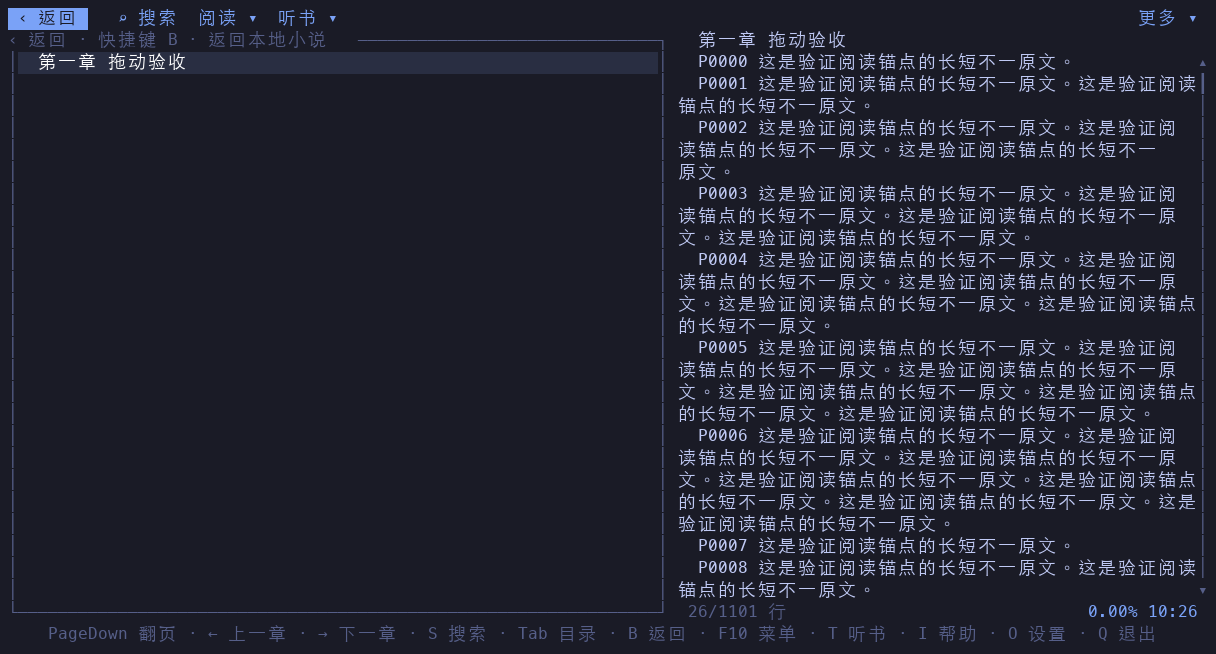 ‹ 返回 ⌕ 搜索 阅读 ▾ 听书 ▾ 更多 ▾
‹ 返回 · 快捷键 B · 返回本地小说
第一章 拖动验收
第一章 拖动验收
P0000 这是验证阅读锚点的长短不一原文。
P0001 这是验证阅读锚点的长短不一原文。这是验证阅读
锚点的长短不一原文。
P0002 这是验证阅读锚点的长短不一原文。这是验证阅
读锚点的长短不一原文。这是验证阅读锚点的长短不一
原文。
P0003 这是验证阅读锚点的长短不一原文。这是验证阅
读锚点的长短不一原文。这是验证阅读锚点的长短不一原
文。这是验证阅读锚点的长短不一原文。
P0004 这是验证阅读锚点的长短不一原文。这是验证阅
读锚点的长短不一原文。这是验证阅读锚点的长短不一原
文。这是验证阅读锚点的长短不一原文。这是验证阅读锚点
的长短不一原文。
P0005 这是验证阅读锚点的长短不一原文。这是验证阅
读锚点的长短不一原文。这是验证阅读锚点的长短不一原
文。这是验证阅读锚点的长短不一原文。这是验证阅读锚点
的长短不一原文。这是验证阅读锚点的长短不一原文。
P0006 这是验证阅读锚点的长短不一原文。这是验证阅
读锚点的长短不一原文。这是验证阅读锚点的长短不一原
文。这是验证阅读锚点的长短不一原文。这是验证阅读锚点
的长短不一原文。这是验证阅读锚点的长短不一原文。这是
验证阅读锚点的长短不一原文。
P0007 这是验证阅读锚点的长短不一原文。
P0008 这是验证阅读锚点的长短不一原文。这是验证阅读
锚点的长短不一原文。
26/1101 行 0.00% 10:26
PageDown 翻页 · ← 上一章 · → 下一章 · S 搜索 · Tab 目录 · B 返回 · F10 菜单 · T 听书 · I 帮助 · O 设置 · Q 退出